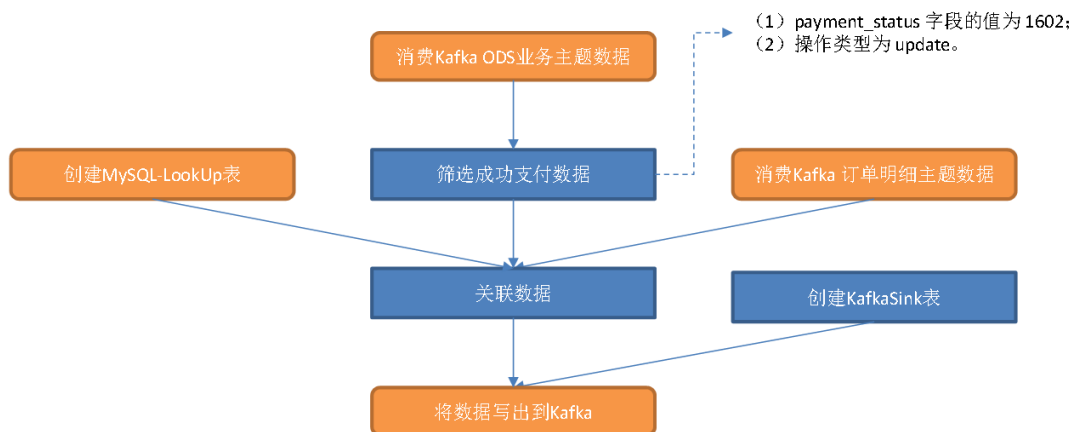 （1）payment_status 字段的值为 1602;
（2）操作类型为 update。
消费Kafka ODS业务主题数据
创建MySQL-LookUp表
筛选成功支付数据
消费Kafka 订单明细主题数据
关联数据
创建KafkaSink表
将数据写出到Kafka